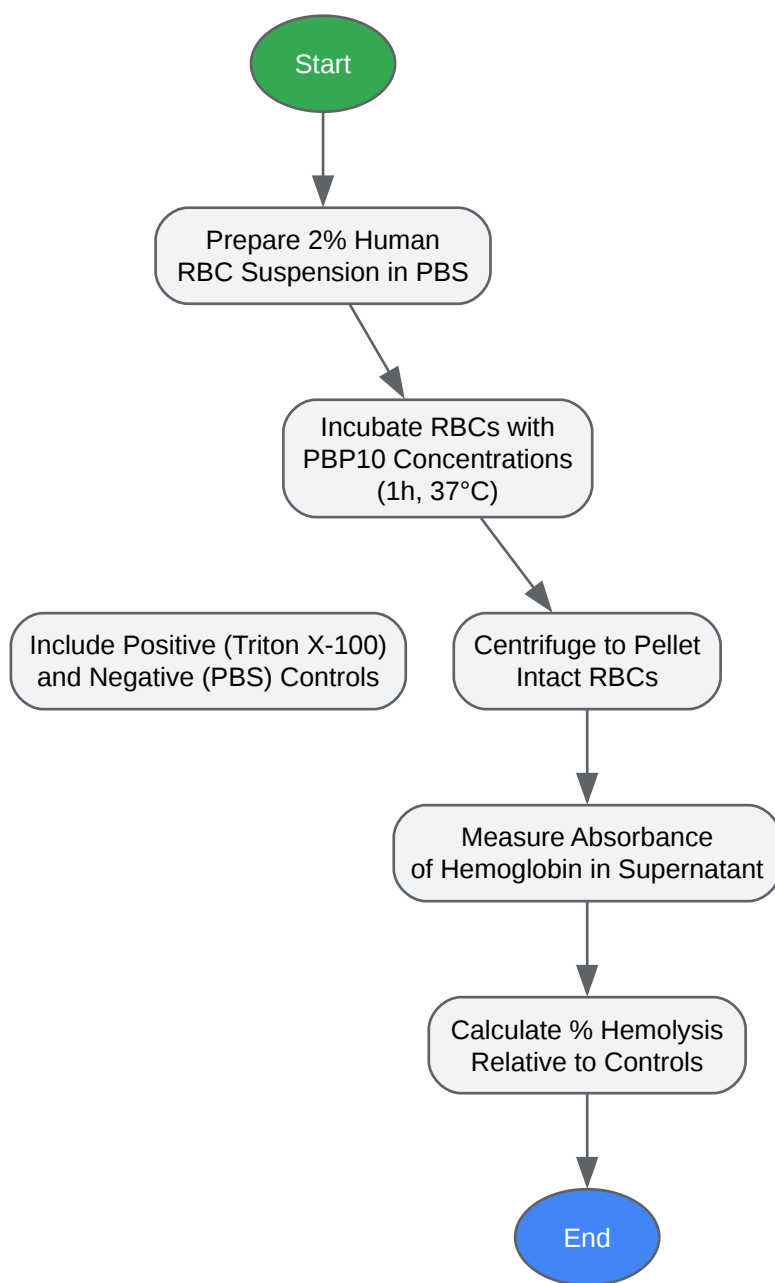 Start
Prepare 2% Human
RBC Suspension in PBS
Incubate RBCs with
PBP10 Concentrations
(1h, 37°C)
Include Positive (Triton X-100)
and Negative (PBS) Controls
Centrifuge to Pellet
Intact RBCs
Measure Absorbance
of Hemoglobin in Supernatant
Calculate % Hemolysis
Relative to Controls
End